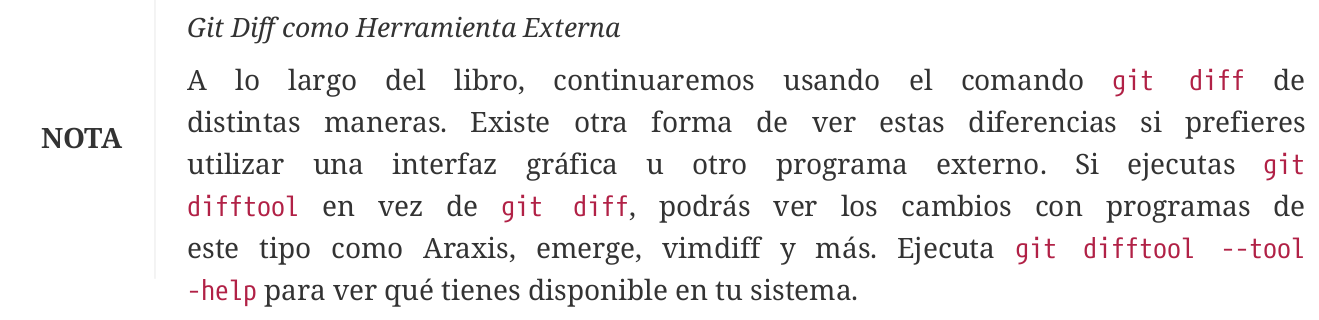 Git Diff como Herramienta Externa
A lo largo del libro, continuaremos usando el comando git diff de
distintas maneras. Existe otra forma de ver estas diferencias si prefieres
NOTA
utilizar una interfaz gráfica u otro programa externo. Si ejecutas git
difftool en vez de git diff, podrás ver los cambios con programas de
este tipo como Araxis, emerge, vimdiff y más. Ejecuta git difftool --tool
-help para ver qué tienes disponible en tu sistema.